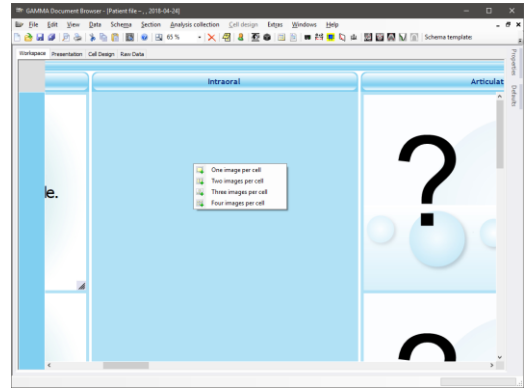 GAMMA Document Browser - [Patient file – , , 2018-04-24]
File Edit View Data Schema Section Analysis collection Cell design Extras Windows Help
65 % Schema template:
Workspace Presentation Cell Design Raw Data
Properties
Defaults
Intraoral
Articulat
?
le.
One image per cell
Two images per cell
Three images per cell
Four images per cell